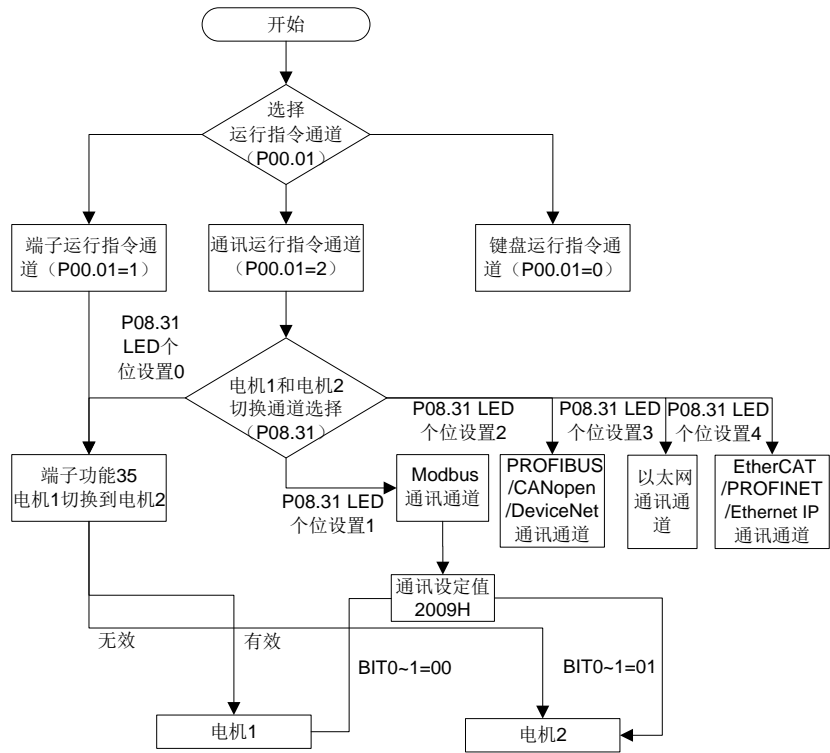 开始
选择
运行指令通道
（P00.01）
端子运行指令通
道（P00.01=1）
通讯运行指令通道
（P00.01=2）
键盘运行指令通
道（P00.01=0）
P08.31
LED个
位设置0
电机1和电机2
切换通道选择
（P08.31）
P08.31 LED
个位设置2
P08.31 LED
个位设置3
P08.31 LED
个位设置4
端子功能35
电机1切换到电机2
P08.31 LED
个位设置1
Modbus
通讯通道
PROFIBUS
/CANopen
/DeviceNet
通讯通道
以太网
通讯通
道
EtherCAT
/PROFINET
/Ethernet IP
通讯通道
通讯设定值
2009H
无效
有效
BIT0~1=00
BIT0~1=01
电机1
电机2